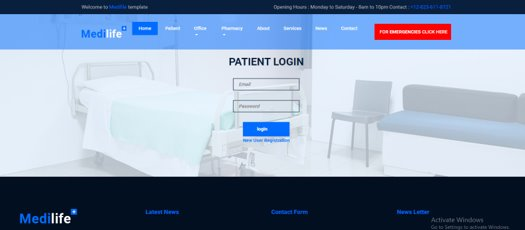 Welcome to Medilife template
Opening Hours : Monday to Saturday - 8am to 10pm Contact : +12-823-611-8721
Medilife
Home Patient Office Pharmacy About Services News Contact
FOR EMERGENCIES CLICK HERE
PATIENT LOGIN
Email
Password
login
New User Registration
Medilife
Latest News
Contact Form
News Letter
Activate Windows
Go to Settings to activate Windows.